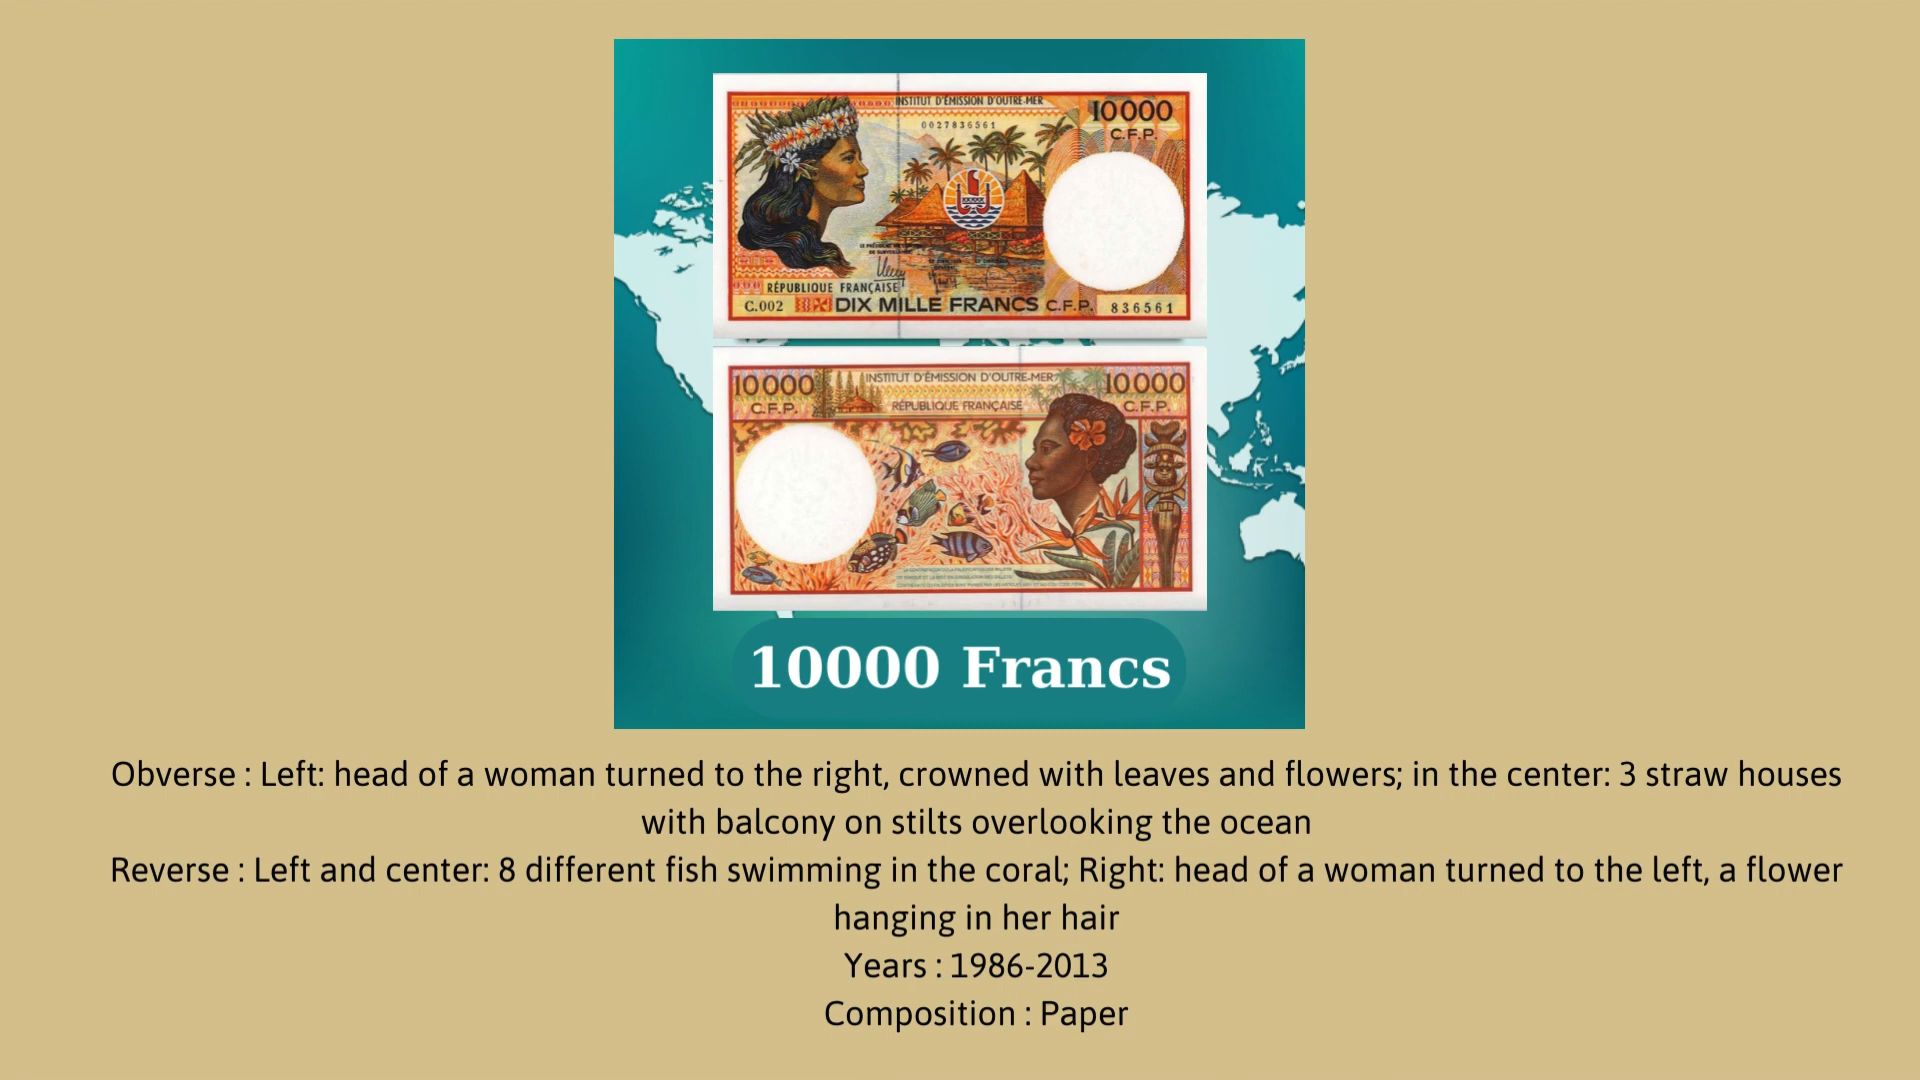 INSTITUT D'ÉMISSION D'OUTRE-MER
10000
C.F.P.
0027836561
RÉPUBLIQUE FRANÇAISE
C.002
DIX MILLE FRANCS C.F.P.
836561
10000
C.F.P.
INSTITUT D'ÉMISSION D'OUTRE-MER
RÉPUBLIQUE FRANÇAISE
10000
C.F.P.
10000 Francs
Obverse : Left: head of a woman turned to the right, crowned with leaves and flowers; in the center: 3 straw houses
with balcony on stilts overlooking the ocean
Reverse : Left and center: 8 different fish swimming in the coral; Right: head of a woman turned to the left, a flower
hanging in her hair
Years : 1986-2013
Composition : Paper